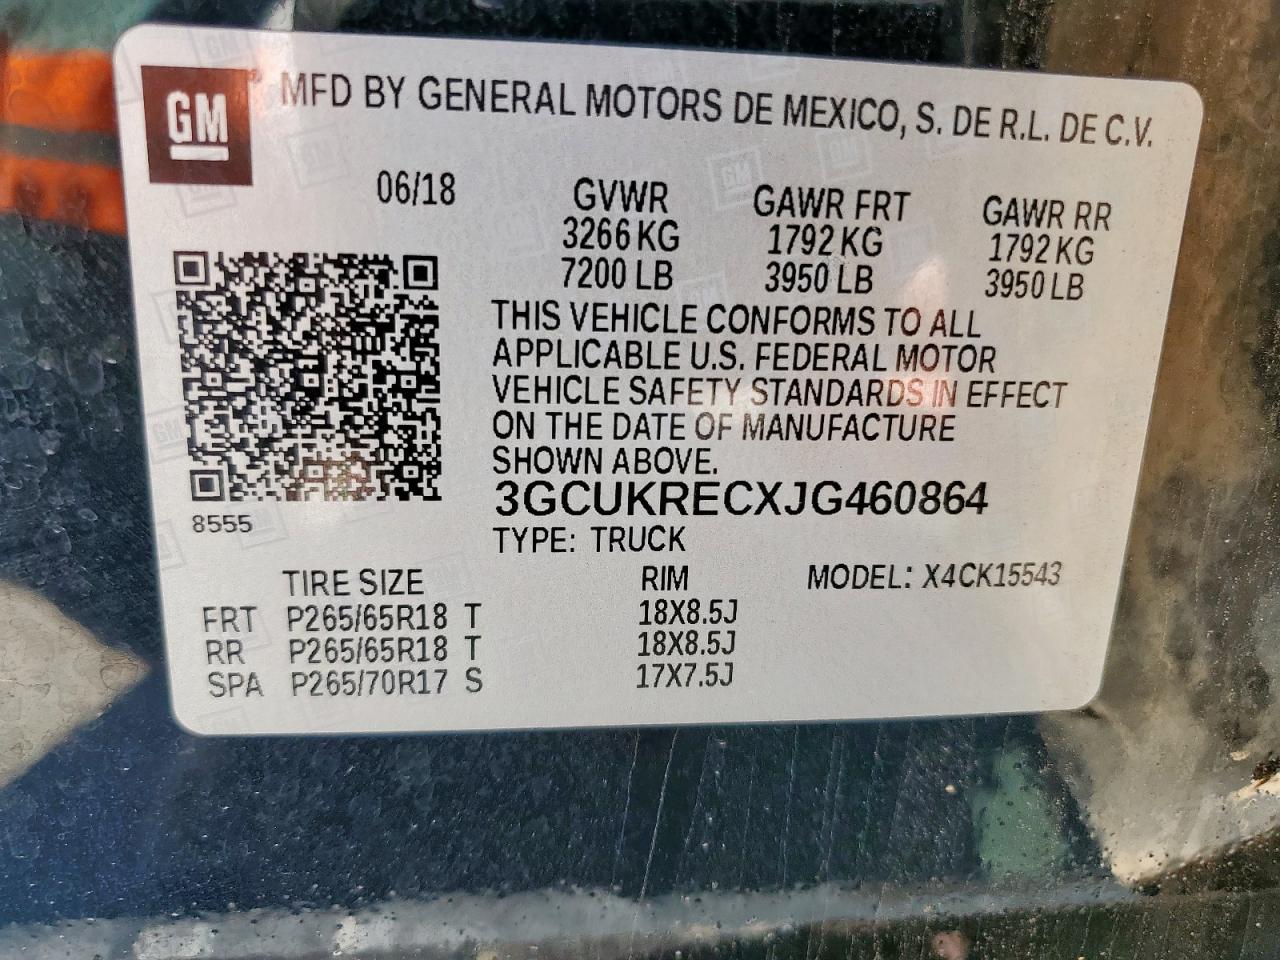 GM MFD BY GENERAL MOTORS DE MEXICO, S. DE R.L. DE C.V.
06/18 GVWR GAWR FRT GAWR RR
3266 KG 1792 KG 1792 KG
7200 LB 3950 LB 3950 LB
THIS VEHICLE CONFORMS TO ALL
APPLICABLE U.S. FEDERAL MOTOR
VEHICLE SAFETY STANDARDS IN EFFECT
ON THE DATE OF MANUFACTURE
SHOWN ABOVE.
3GCUKRECXJG460864
8555
TYPE: TRUCK
TIRE SIZE RIM MODEL: X4CK15543
FRT P265/65R18 T 18X8.5J
RR P265/65R18 T 18X8.5J
SPA P265/70R17 S 17X7.5J